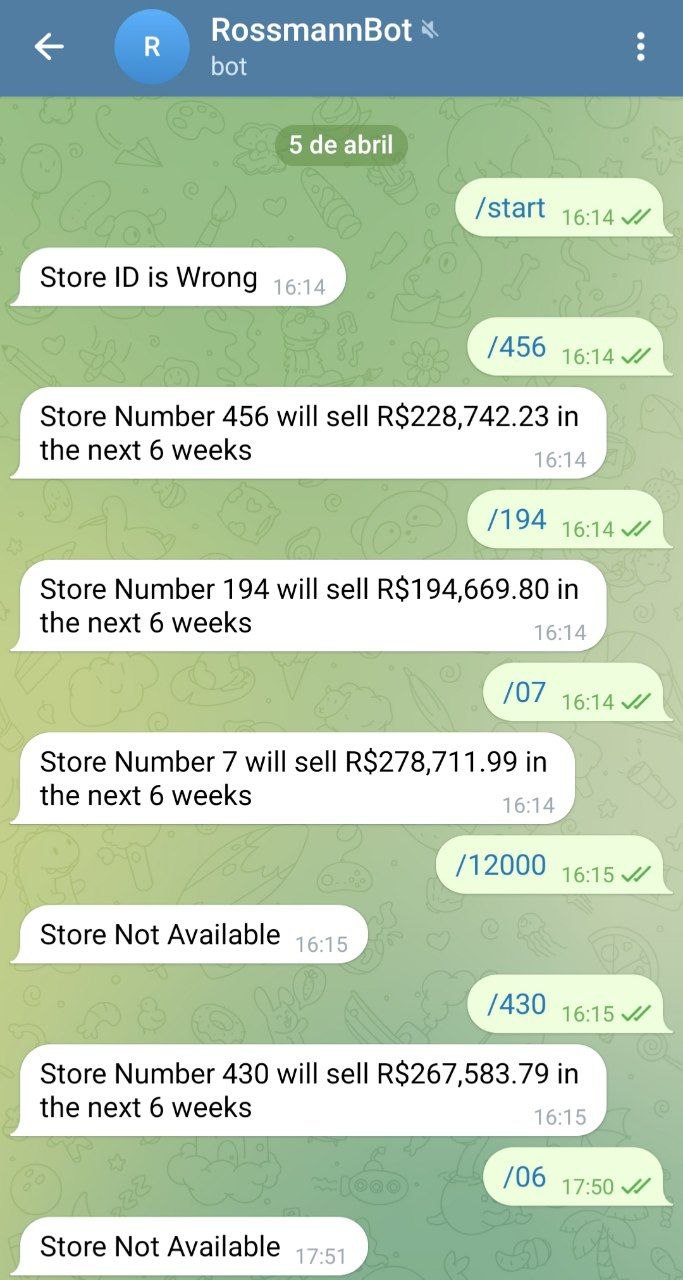 R
RossmannBot
bot
5 de abril
/start 16:14
Store ID is Wrong 16:14
/456 16:14
Store Number 456 will sell R$228,742.23 in
the next 6 weeks
16:14
/194 16:14
Store Number 194 will sell R$194,669.80 in
the next 6 weeks
16:14
/07 16:14
Store Number 7 will sell R$278,711.99 in
the next 6 weeks
16:14
/12000 16:15
Store Not Available 16:15
/430 16:15
Store Number 430 will sell R$267,583.79 in
the next 6 weeks
16:15
/06 17:50
Store Not Available 17:51